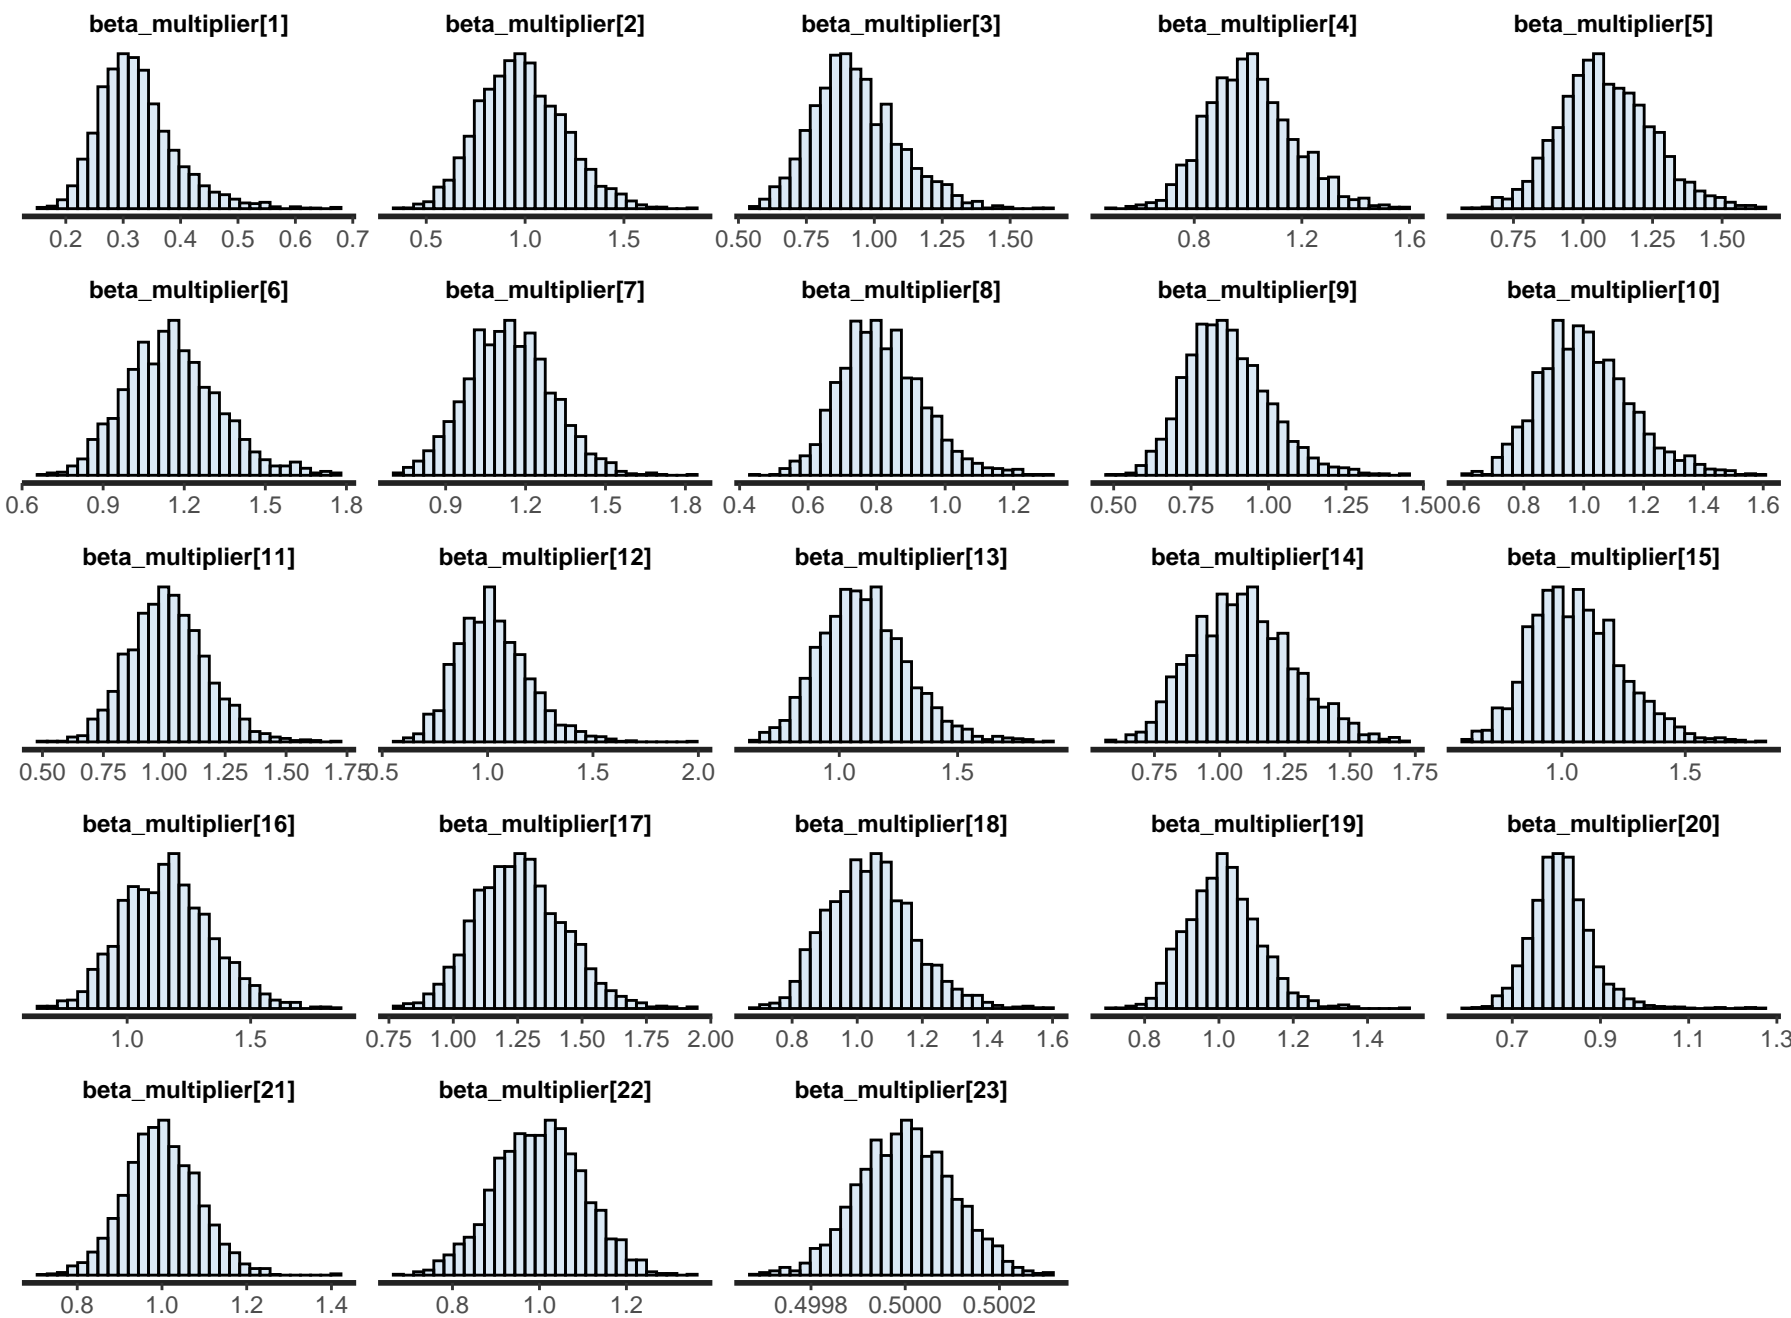 beta_multiplier[1] beta_multiplier[2] beta_multiplier[3] beta_multiplier[4] beta_multiplier[5]
0.2 0.3 0.4 0.5 0.6 0.7 0.5 1.0 1.5 0.50 0.75 1.00 1.25 1.50 0.8 1.2 1.6 0.75 1.00 1.25 1.50
beta_multiplier[6] beta_multiplier[7] beta_multiplier[8] beta_multiplier[9] beta_multiplier[10]
0.6 0.9 1.2 1.5 1.8 0.9 1.2 1.5 1.8 0.4 0.6 0.8 1.0 1.2 0.50 0.75 1.00 1.25 1.50 0.6 0.8 1.0 1.2 1.4 1.6
beta_multiplier[11] beta_multiplier[12] beta_multiplier[13] beta_multiplier[14] beta_multiplier[15]
0.50 0.75 1.00 1.25 1.50 1.75 0.5 1.0 1.5 2.0 1.0 1.5 0.75 1.00 1.25 1.50 1.75 1.0 1.5
beta_multiplier[16] beta_multiplier[17] beta_multiplier[18] beta_multiplier[19] beta_multiplier[20]
1.0 1.5 0.75 1.00 1.25 1.50 1.75 2.00 0.8 1.0 1.2 1.4 1.6 0.8 1.0 1.2 1.4 0.7 0.9 1.1 1.3
beta_multiplier[21] beta_multiplier[22] beta_multiplier[23]
0.8 1.0 1.2 1.4 0.8 1.0 1.2 0.4998 0.5000 0.5002